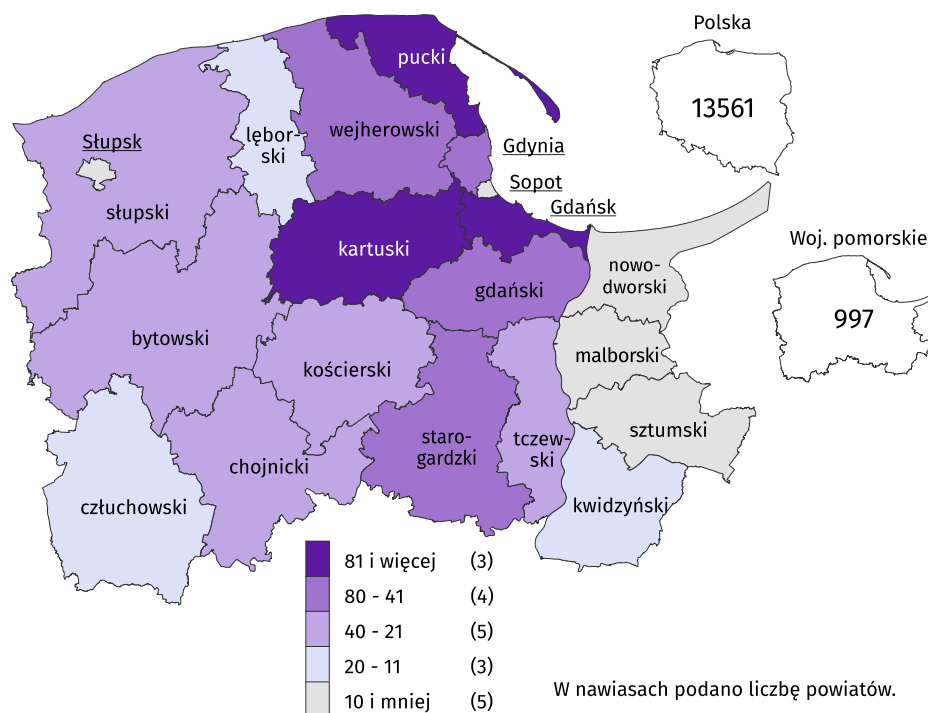 Polska
13561
pucki
wejherowski
lębor-
ski
Słupsk
Gdynia
Sopot
Gdańsk
słupski
kartuski
Woj. pomorskie
997
nowo-
dworski
gdański
bytowski
malborski
kościerski
sztumski
staro-
gardzki
tczew-
ski
chojnicki
człuchowski
kwidzyński
81 i więcej (3)
80 - 41 (4)
40 - 21 (5)
20 - 11 (3)
10 i mniej (5)
W nawiasach podano liczbę powiatów.